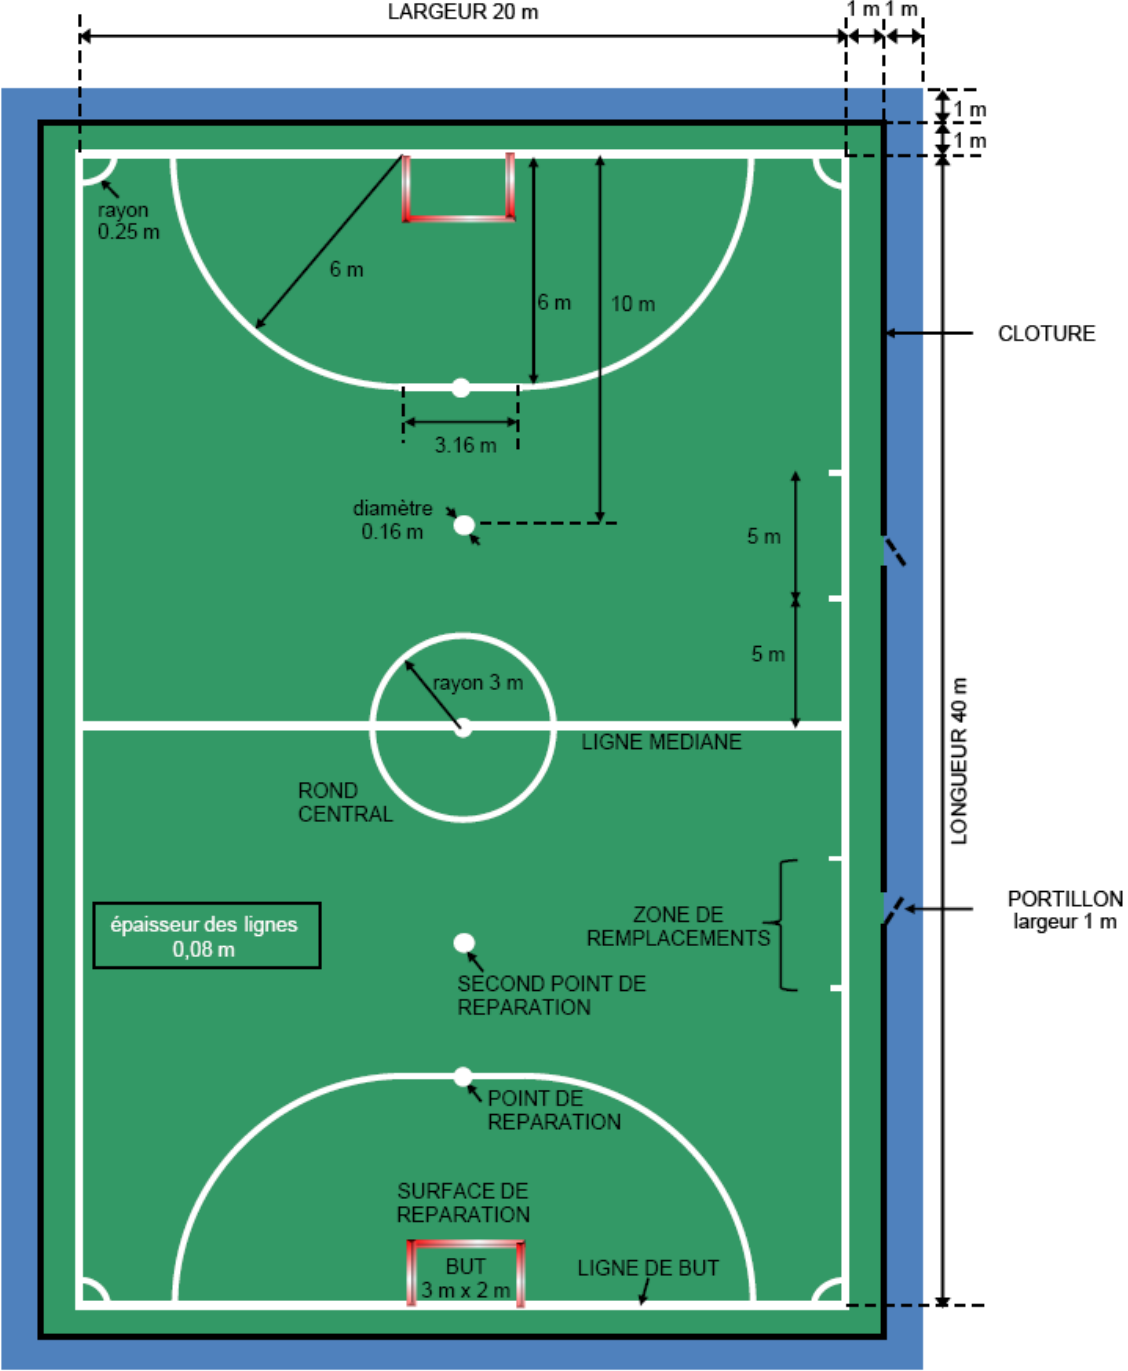 LARGEUR 20 m
1 m 1 m
1 m
1 m
rayon
0.25 m
6 m
6 m
10 m
CLOTURE
3.16 m
diamètre
0.16 m
5 m
5 m
rayon 3 m
LIGNE MEDIANE
LONGUEUR 40 m
ROND
CENTRAL
épaisseur des lignes
0,08 m
ZONE DE
REMPLACEMENTS
PORTILLON
largeur 1 m
SECOND POINT DE
REPARATION
POINT DE
REPARATION
SURFACE DE
REPARATION
BUT
3 m x 2 m
LIGNE DE BUT